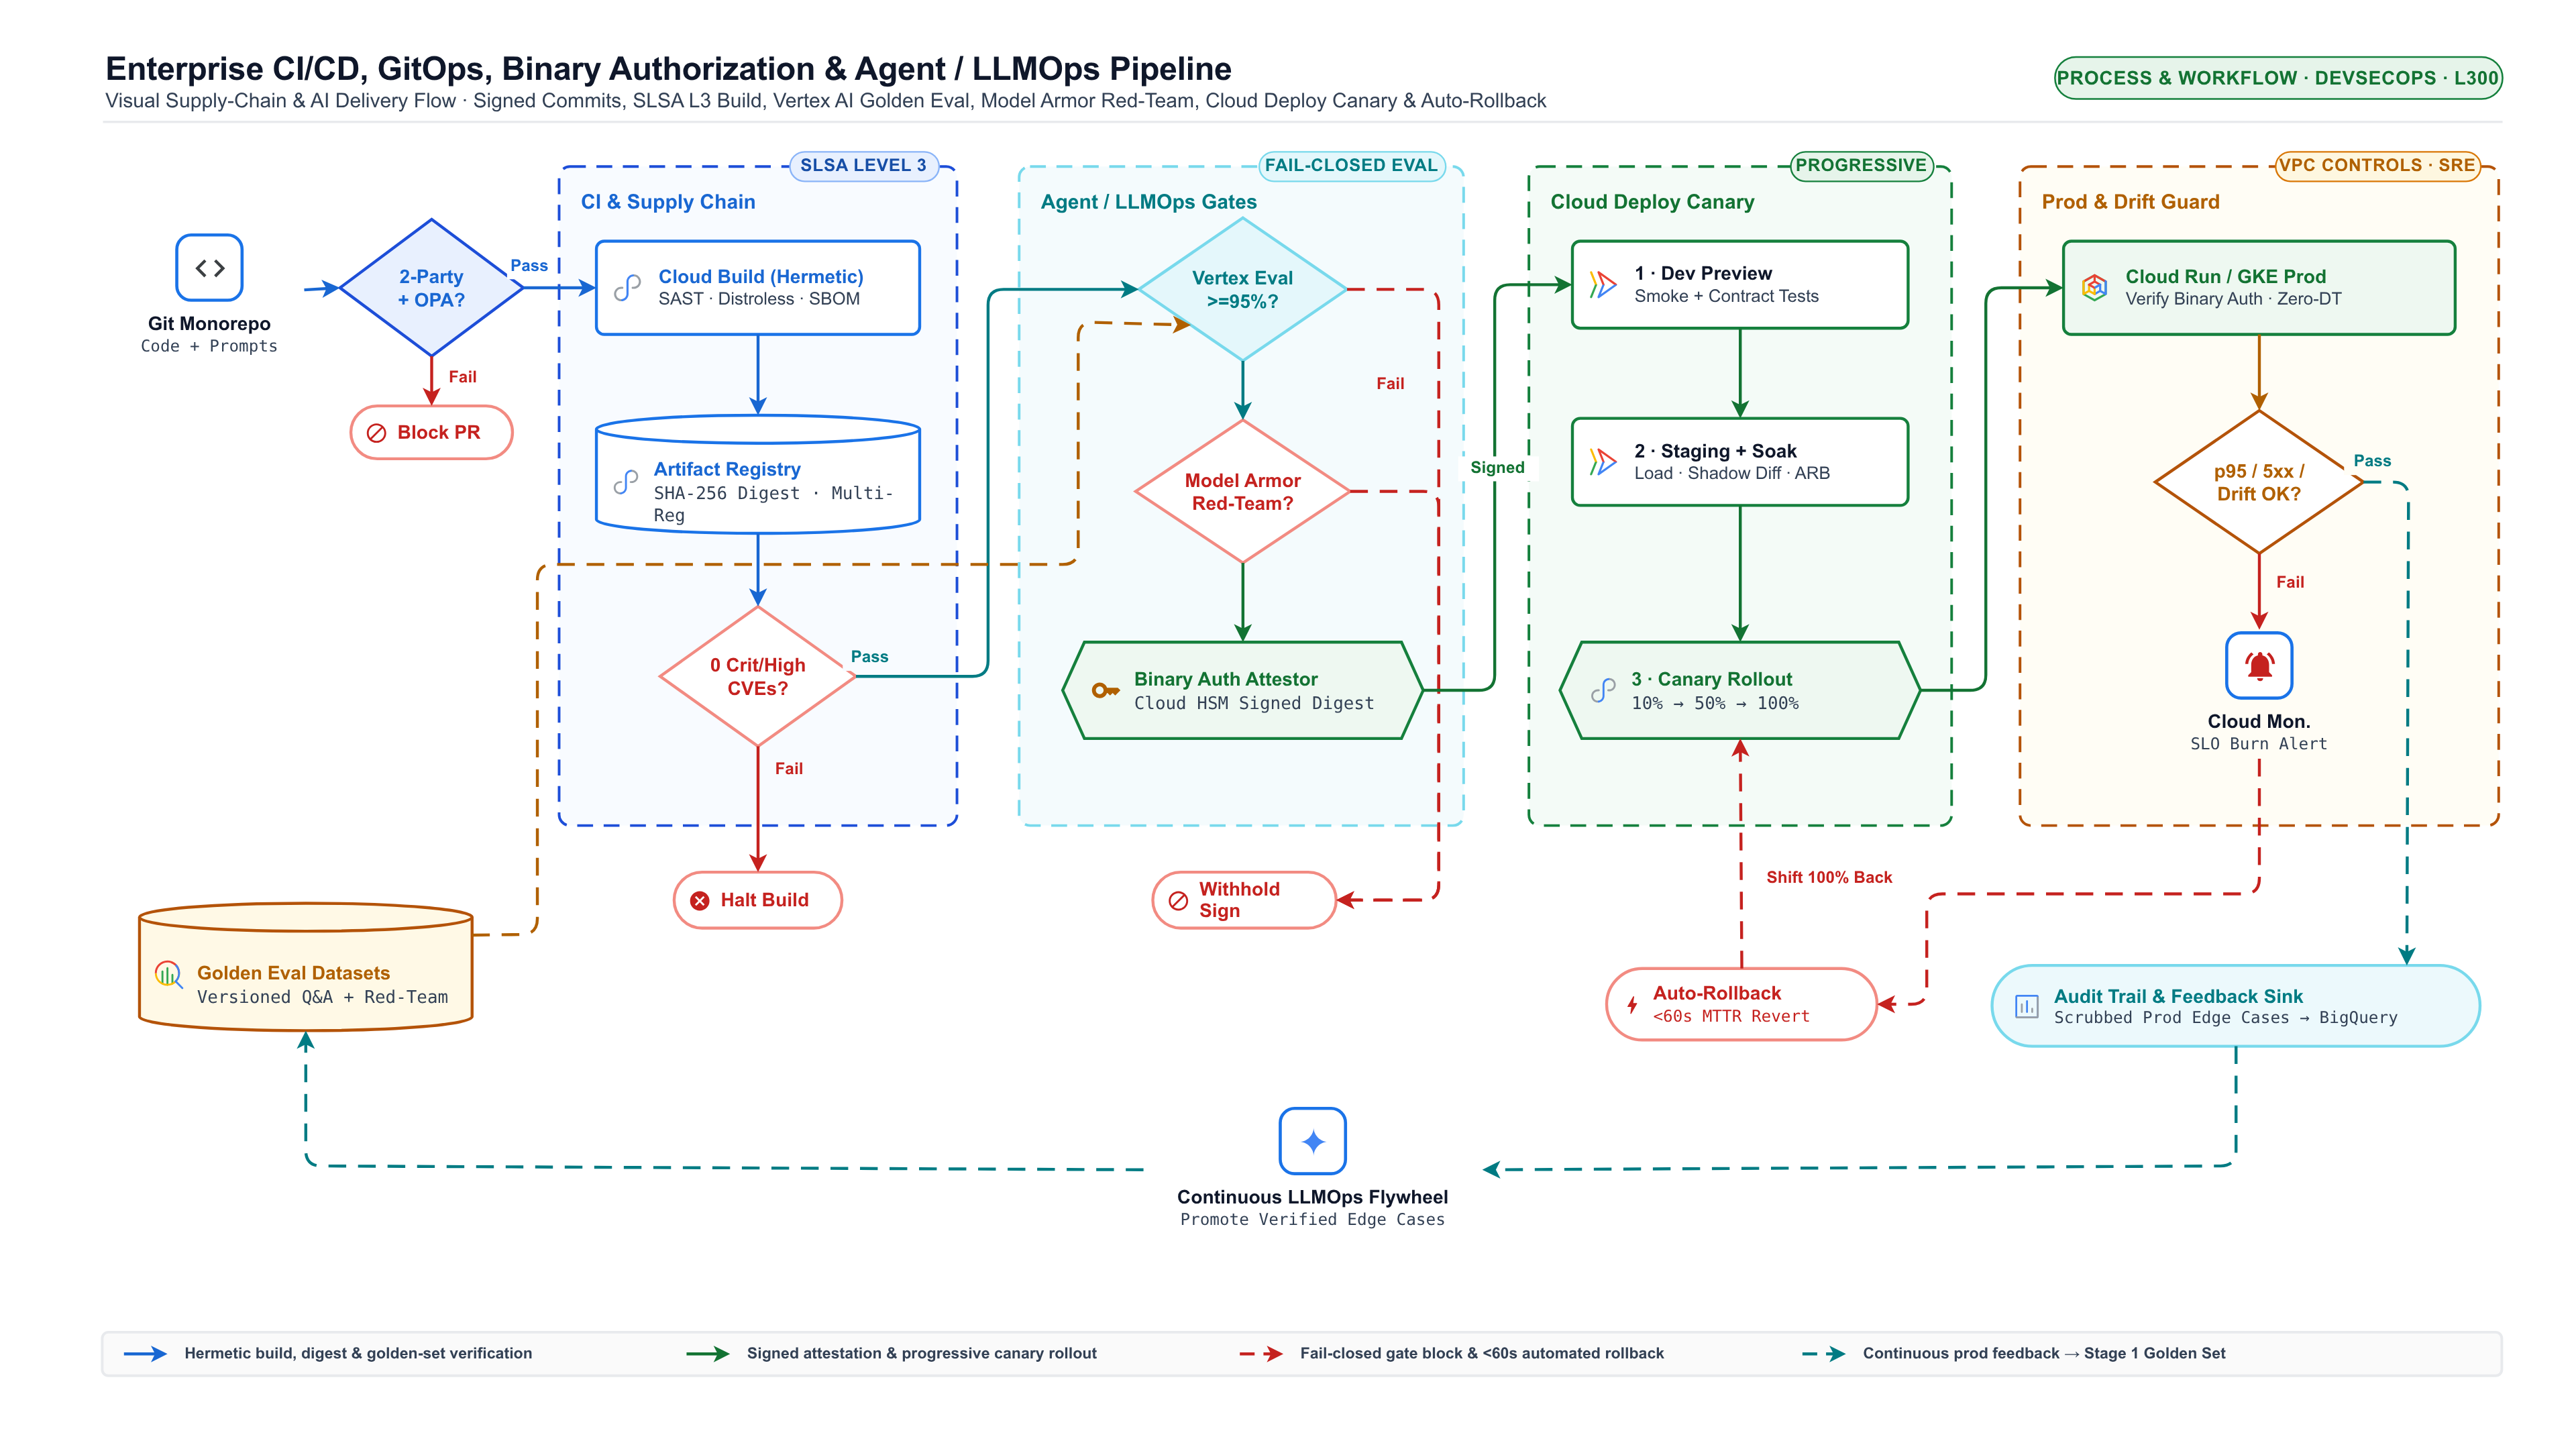 Enterprise CI/CD, GitOps, Binary Authorization & Agent / LLMOps Pipeline
Visual Supply-Chain & AI Delivery Flow · Signed Commits, SLSA L3 Build, Vertex AI Golden Eval, Model Armor Red-Team, Cloud Deploy Canary & Auto-Rollback
PROCESS & WORKFLOW · DEVSECOPS · L300
Git Monorepo
Code + Prompts
2-Party
+ OPA?
Pass
Fail
Block PR
SLSA LEVEL 3
CI & Supply Chain
Cloud Build (Hermetic)
SAST · Distroless · SBOM
Artifact Registry
SHA-256 Digest · Multi-
Reg
0 Crit/High
CVEs?
Pass
Fail
Halt Build
FAIL-CLOSED EVAL
Agent / LLMOps Gates
Vertex Eval
>=95%?
Fail
Model Armor
Red-Team?
Binary Auth Attestor
Cloud HSM Signed Digest
Signed
Withhold
Sign
PROGRESSIVE
Cloud Deploy Canary
1 · Dev Preview
Smoke + Contract Tests
2 · Staging + Soak
Load · Shadow Diff · ARB
3 · Canary Rollout
10% → 50% → 100%
Shift 100% Back
Auto-Rollback
<60s MTTR Revert
VPC CONTROLS · SRE
Prod & Drift Guard
Cloud Run / GKE Prod
Verify Binary Auth · Zero-DT
p95 / 5xx /
Drift OK?
Pass
Fail
Cloud Mon.
SLO Burn Alert
Audit Trail & Feedback Sink
Scrubbed Prod Edge Cases → BigQuery
Golden Eval Datasets
Versioned Q&A + Red-Team
Continuous LLMOps Flywheel
Promote Verified Edge Cases
Hermetic build, digest & golden-set verification
Signed attestation & progressive canary rollout
Fail-closed gate block & <60s automated rollback
Continuous prod feedback → Stage 1 Golden Set